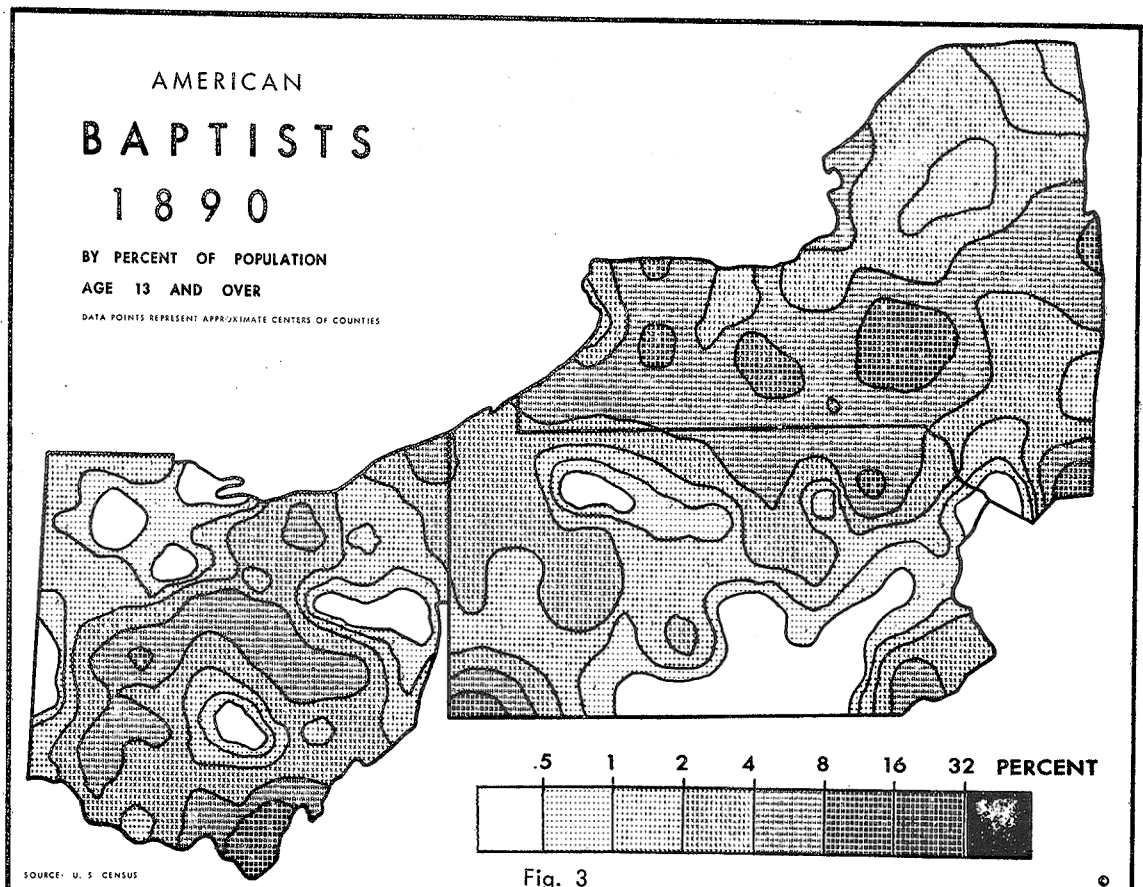 AMERICAN
BAPTISTS
1890
BY PERCENT OF POPULATION
AGE 13 AND OVER
DATA POINTS REPRESENT APPROXIMATE CENTERS OF COUNTIES
.5 1 2 4 8 16 32 PERCENT
SOURCE· U. S CENSUS
Fig. 3
©